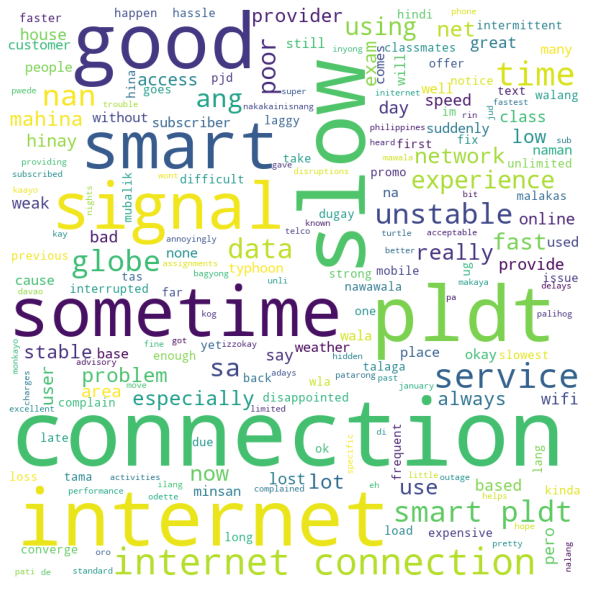 faster
happen
hassle
provider
using
net
hindi
intermittent
customer
house
good
poor
exam
classmates
great
many
people
still
comes
offer
notice
phone
hina
pjd
access
goes
will
time
inyong
pwede
super
nan
ang
slow
speed
day
well
text
walang
trouble
nakakainisnang
initernet
jud
fastest
without
subscriber
laggy
suddenly
im
class
mahina
smart
philippines
rin
sub
first
fix
low
naman
providing
subscribed
hinay
take
heard
mawala
network
unlimited
gave
disruptions
promo
experience
weak
difficult
wont
na
malakas
kaayo
mubalik
signal
dugay
bit
kay
nights
bad
telco
known
unstable
online
turtle
acceptable
previous
annoyingly
none
data
better
globe
assignments
typhoon
strong
really
fast
used
cause
bagyong
unli
nawawala
ug
makaya
delays
interrupted
tas
far
mobile
provide
issue
davao
kog
sometime
one
pa
palihog
monkayo
fine
got
izzokay
wala
pldt
stable
base
yet
weather
place
okay
slowest
advisory
adays
say
hidden
user
problem
sa
back
talaga
service
move
wla
patarong
past
january
charges
area
especially
disappointed
always
wifi
excellent
complain
limited
connection
late
due
ok
specific
frequent
di
lang
loss
tama
activities
now
lost
lot
use
little
outage
based
performance
ilang
minsan
complained
eh
helps
kinda
odette
internet
smart pldt
hope
converge
long
load
expensive
pero
pretty
oro
nalang
pati
de
standard
internet connection